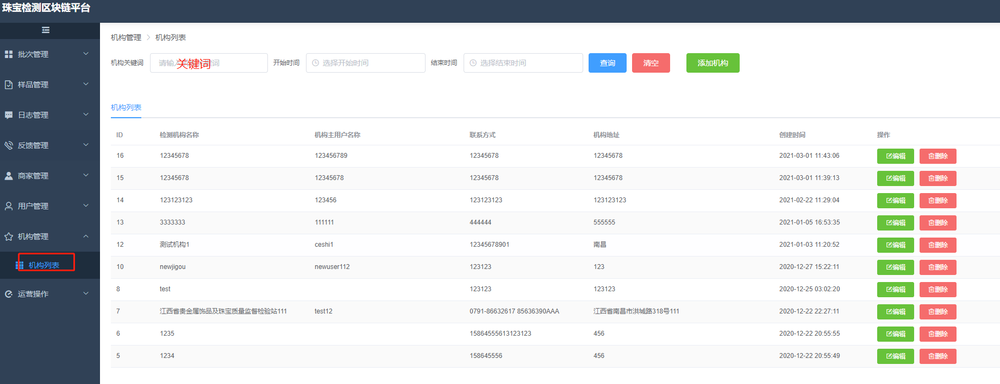 珠宝检测区块链平台
批次管理
样品管理
日志管理
反馈管理
商家管理
用户管理
机构管理
机构列表
运营操作
机构管理 > 机构列表
机构关键词 请输入 关键词 键词 开始时间 选择开始时间 结束时间 选择结束时间 查询 清空 添加机构
机构列表
ID 检测机构名称 机构主用户名称 联系方式 机构地址 创建时间 操作
16 12345678 123456789 12345678 12345678 2021-03-01 11:43:06 编辑 删除
15 12345678 12345678 12345678 12345678 2021-03-01 11:39:13 编辑 删除
14 123123123 123456 123123123 123123123 2021-02-22 11:29:04 编辑 删除
13 3333333 111111 444444 555555 2021-01-05 16:53:35 编辑 删除
12 测试机构1 ceshi1 12345678901 南昌 2021-01-03 11:20:52 编辑 删除
10 newjigou newuser112 123123 123 2020-12-27 15:22:11 编辑 删除
8 test 123123 123123 2020-12-25 03:02:20 编辑 删除
7 江西省贵金属饰品及珠宝质量监督检验站111 test12 0791-86632617 85636390AAA 江西省南昌市洪城路318号111 2020-12-22 22:27:11 编辑 删除
6 1235 15864555613123123 456 2020-12-22 20:55:55 编辑 删除
5 1234 158645556 456 2020-12-22 20:55:49 编辑 删除